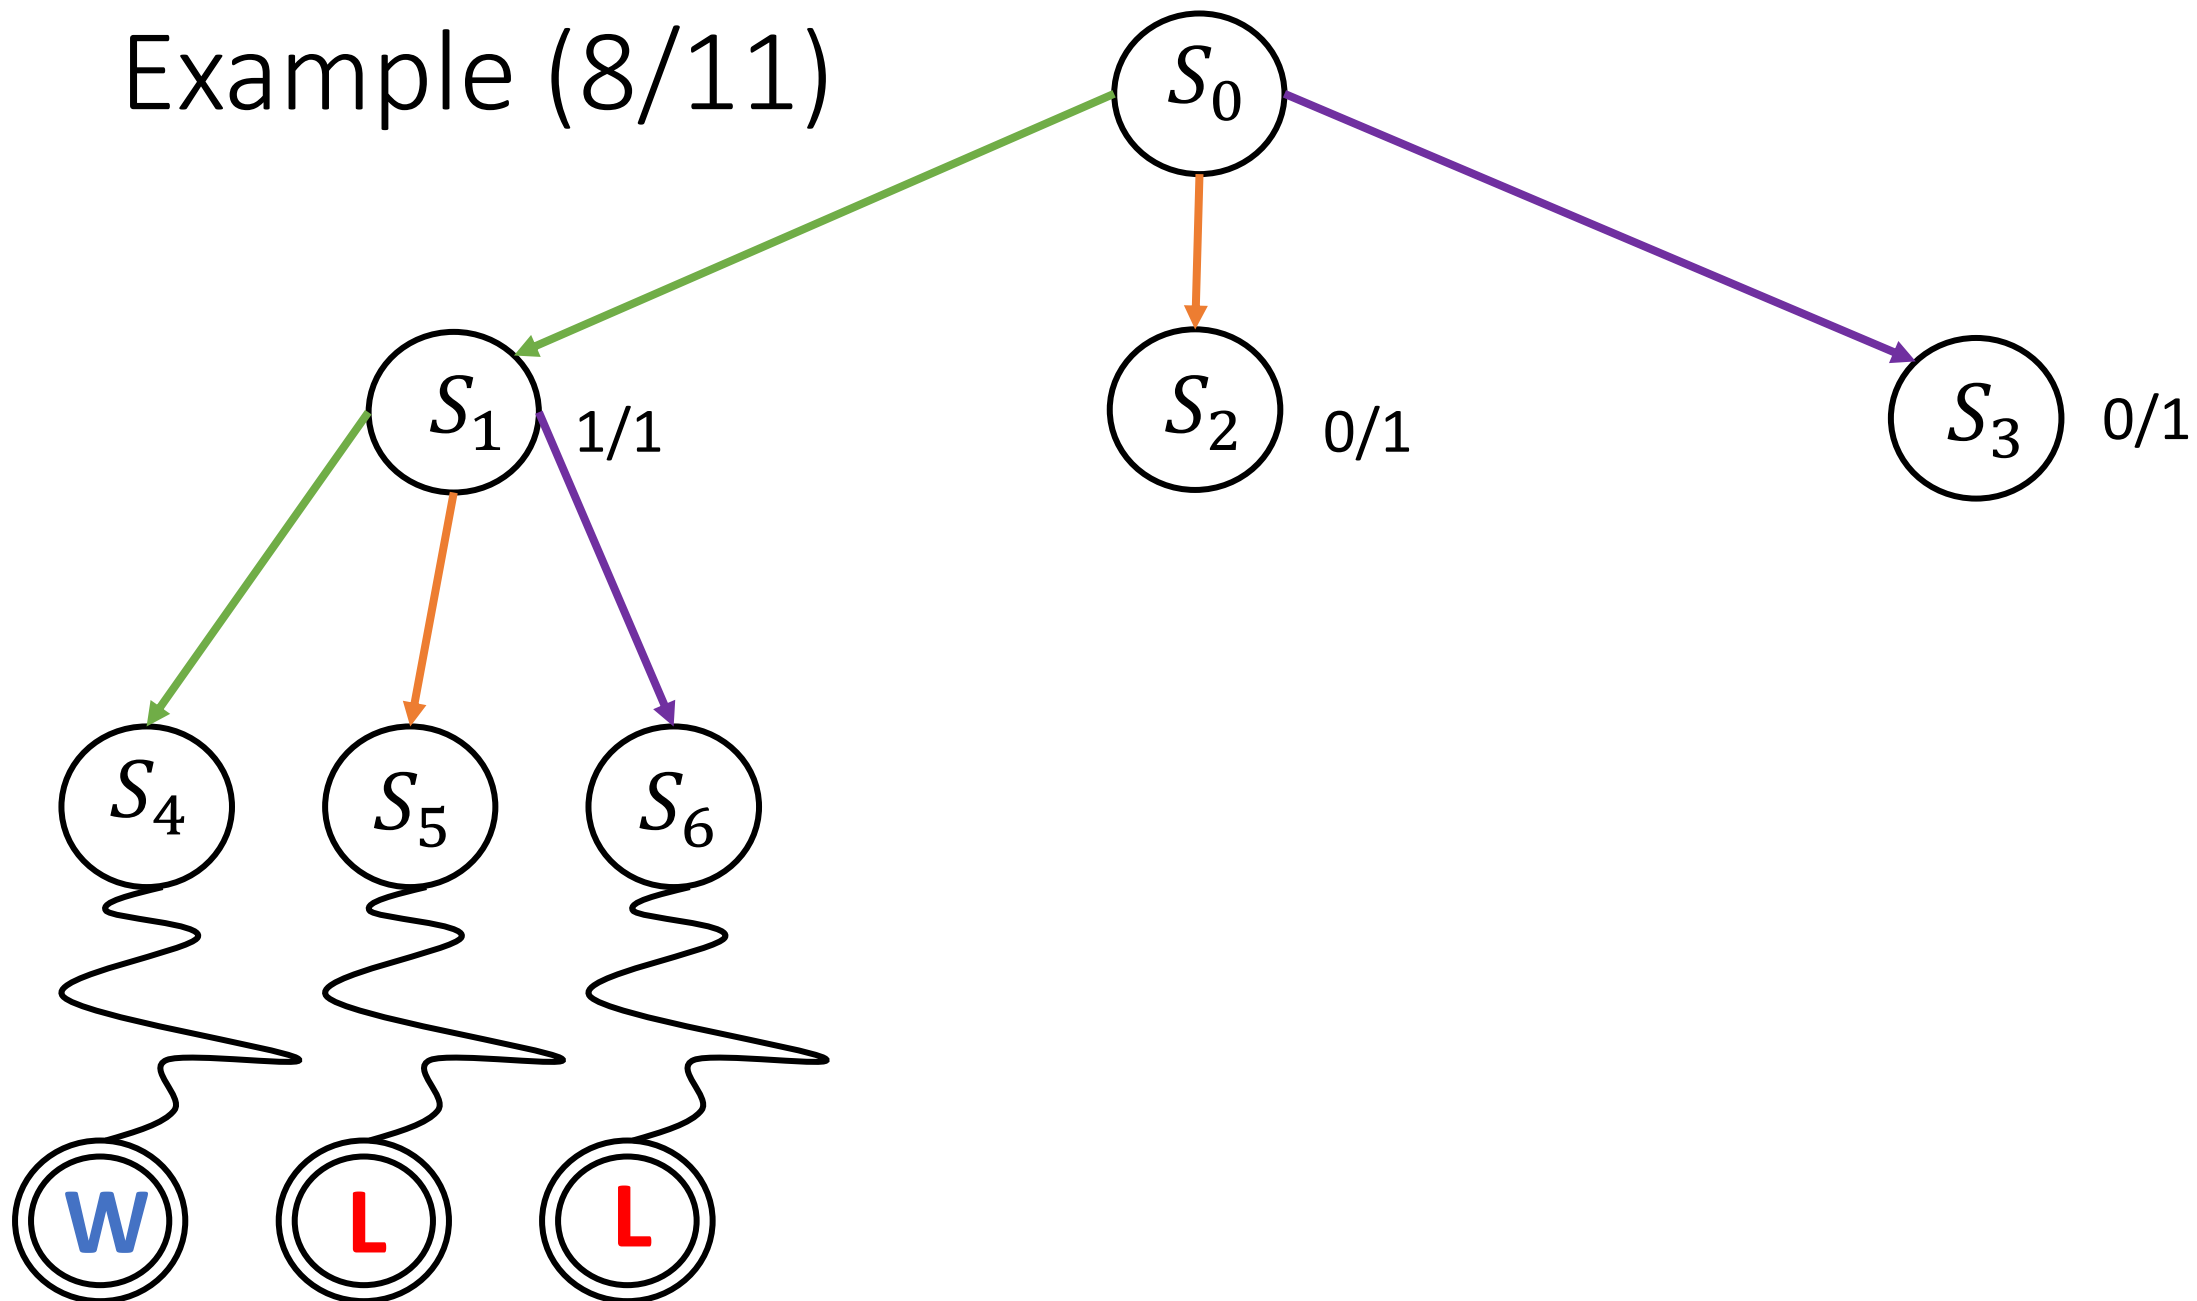 Example (8/11)
S₀
S₁ 1/1
S₂ 0/1
S₃ 0/1
S₄
S₅
S₆
W
L
L